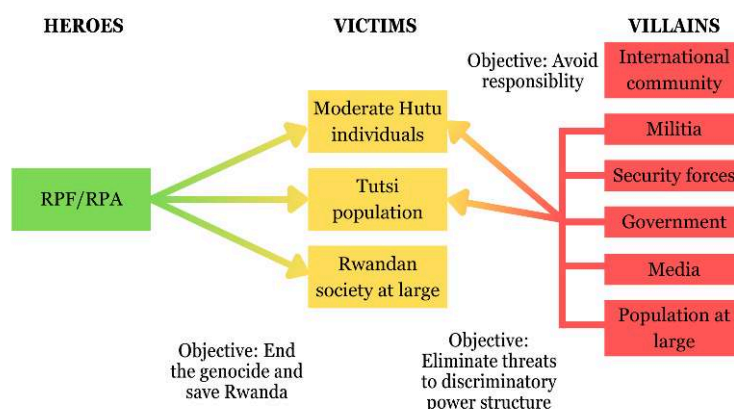 HEROES
VICTIMS
VILLAINS
Objective: Avoid
responsiblity
International
community
Moderate Hutu
individuals
Militia
Security forces
RPF/RPA
Tutsi
population
Government
Media
Rwandan
society at large
Population at
large
Objective: End
the genocide and
save Rwanda
Objective:
Eliminate threats
to discriminatory
power structure